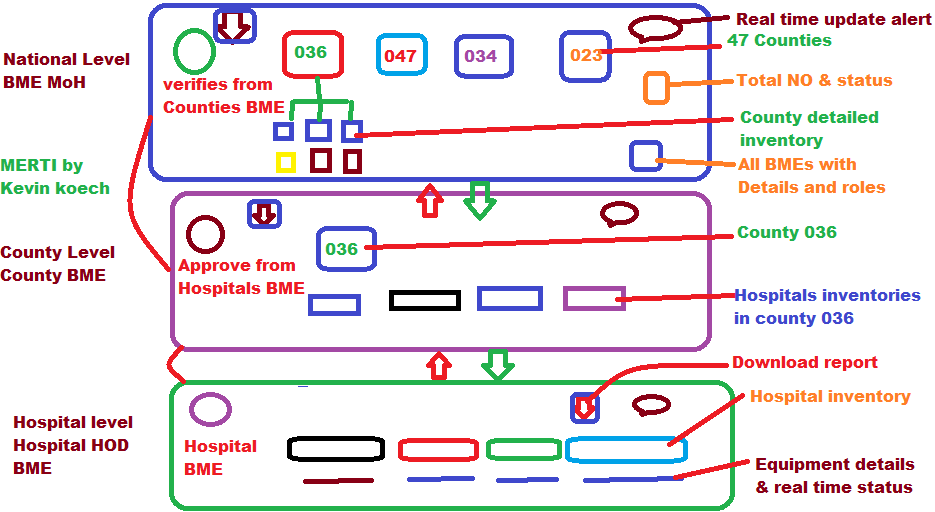 Real time update alert
National Level
BME MoH
036
047
034
023
47 Counties
verifies from
Counties BME
Total NO & status
County detailed
inventory
MERTI by
Kevin koech
All BMEs with
Details and roles
County Level
County BME
036
County 036
Approve from
Hospitals BME
Hospitals inventories
in county 036
Download report
Hospital level
Hospital HOD
BME
Hospital inventory
Hospital
BME
Equipment details
& real time status